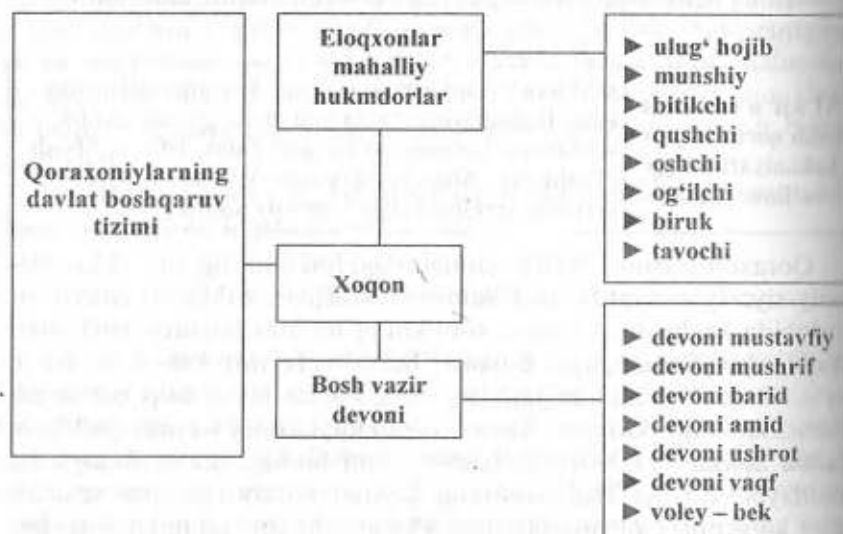 Qoraxoniylarning
davlat boshqaruv
tizimi
Eloqxonlar
mahalliy
hukmdorlar
Xoqon
Bosh vazir
devoni
▶ ulug‘ hojib
▶ munshiy
▶ bitikchi
▶ qushchi
▶ oshchi
▶ og‘ilchi
▶ biruk
▶ tavochi
▶ devoni mustavfiy
▶ devoni mushrif
▶ devoni barid
▶ devoni amid
▶ devoni ushrot
▶ devoni vaqf
▶ voley – bek